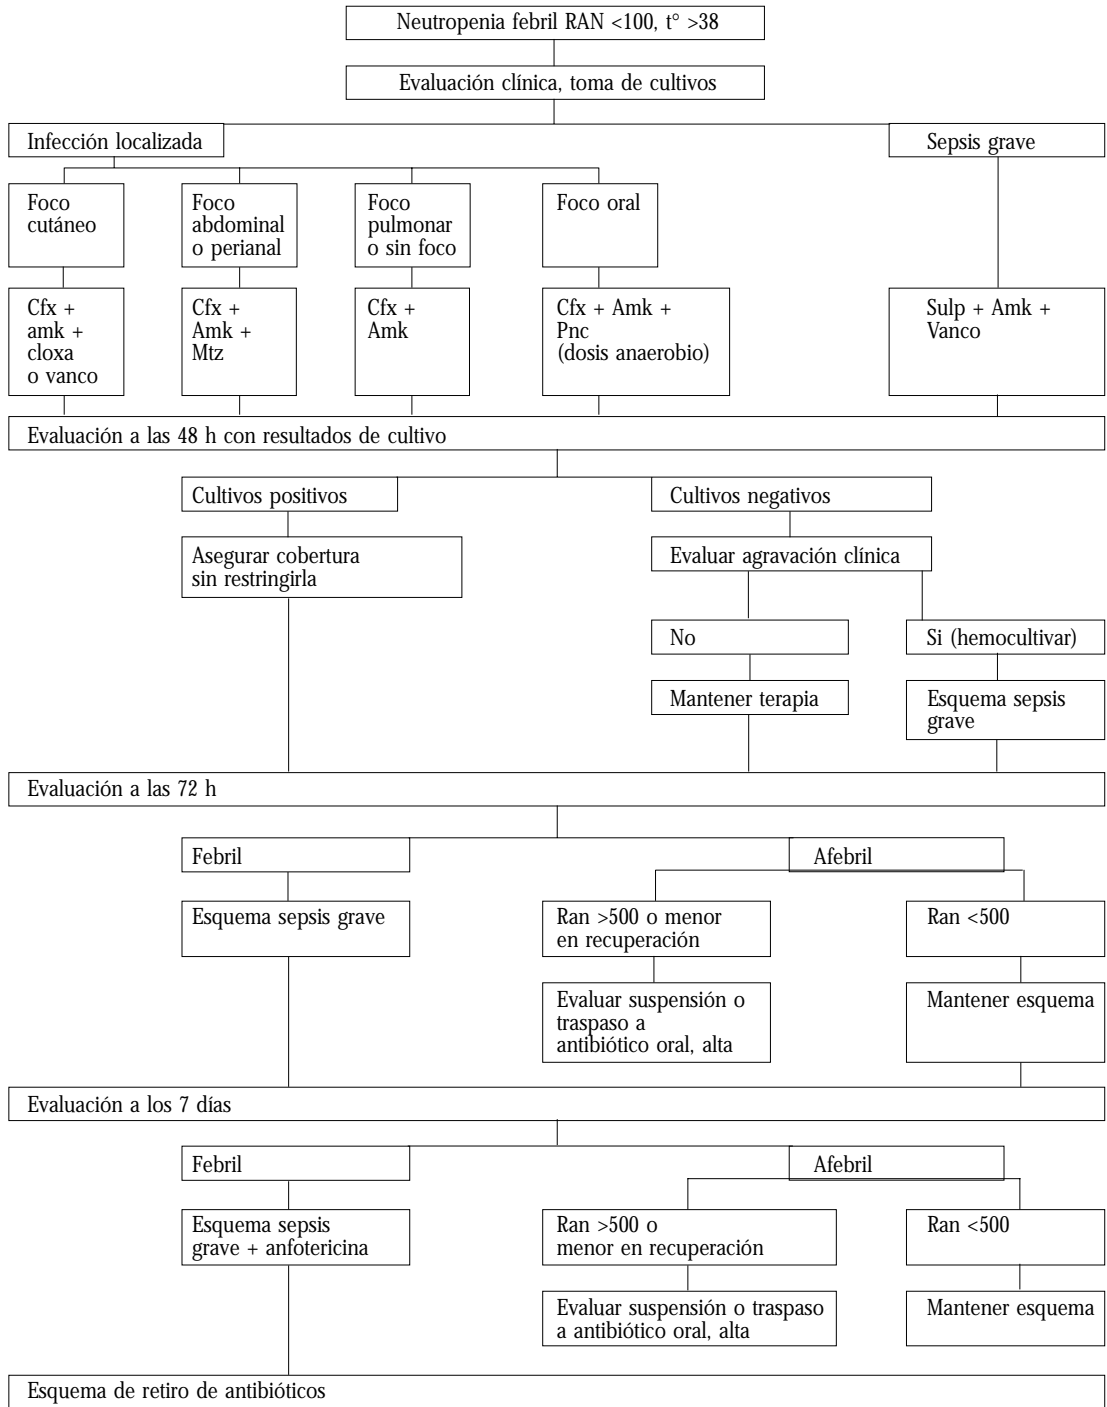 Neutropenia febril RAN <100, t° >38
Evaluación clínica, toma de cultivos
Infección localizada
Sepsis grave
Foco
cutáneo
Foco
abdominal
o perianal
Foco
pulmonar
o sin foco
Foco oral
Cfx +
amk +
cloxa
o vanco
Cfx +
Amk +
Mtz
Cfx +
Amk
Cfx + Amk +
Pnc
(dosis anaerobio)
Sulp + Amk +
Vanco
Evaluación a las 48 h con resultados de cultivo
Cultivos positivos
Cultivos negativos
Asegurar cobertura
sin restringirla
Evaluar agravación clínica
No
Si (hemocultivar)
Mantener terapia
Esquema sepsis
grave
Evaluación a las 72 h
Febril
Afebril
Esquema sepsis grave
Ran >500 o menor
en recuperación
Ran <500
Evaluar suspensión o
traspaso a
antibiótico oral, alta
Mantener esquema
Evaluación a los 7 días
Febril
Afebril
Esquema sepsis
grave + anfotericina
Ran >500 o
menor en recuperación
Ran <500
Evaluar suspensión o traspaso
a antibiótico oral, alta
Mantener esquema
Esquema de retiro de antibióticos